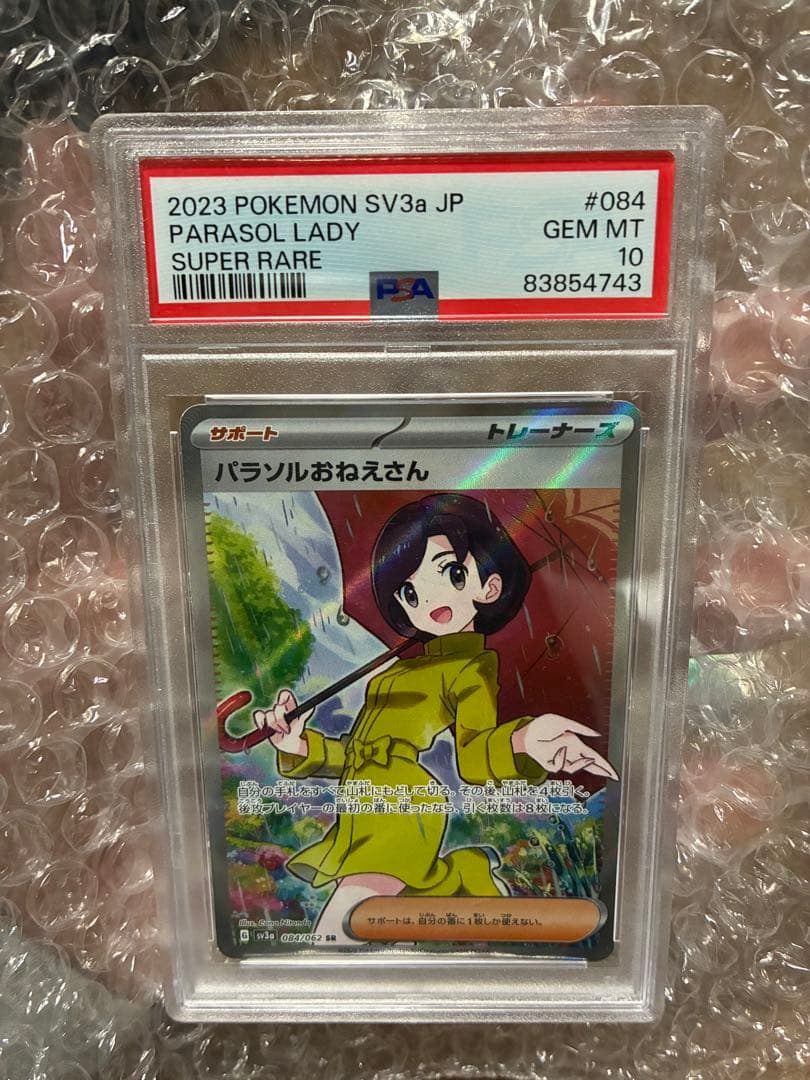 2023 POKEMON SV3a JP #084
PARASOL LADY GEM MT
SUPER RARE 10
PSA 83854743
サポート トレーナーズ
パラソルおねえさん
自分の手札をすべて山札にもどして切る。その後、山札を4枚引く。
後攻プレイヤーの最初の番に使ったなら、引く枚数は8枚になる。
サポートは、自分の番に1枚しか使えない。
Illus.
G SV3a 084/062 SR